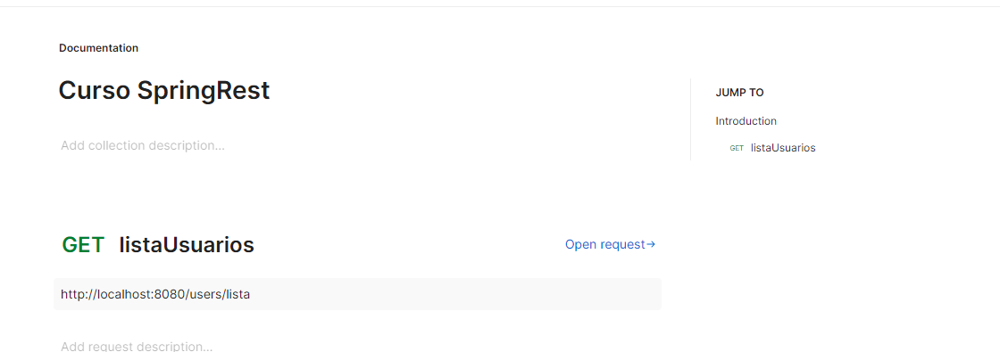 Documentation
Curso SpringRest
Add collection description...
JUMP TO
Introduction
GET listaUsuarios
GET listaUsuarios
Open request→
http://localhost:8080/users/lista
Add request description...